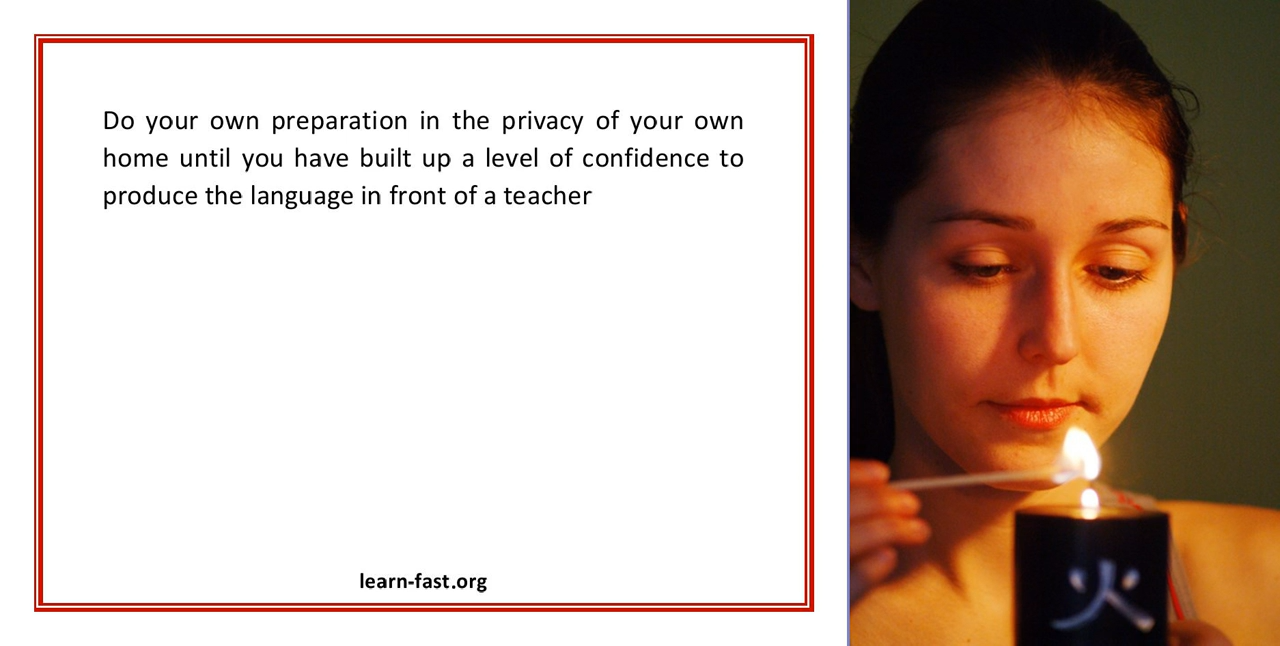 Do your own preparation in the privacy of your own
home until you have built up a level of confidence to
produce the language in front of a teacher
learn-fast.org
火